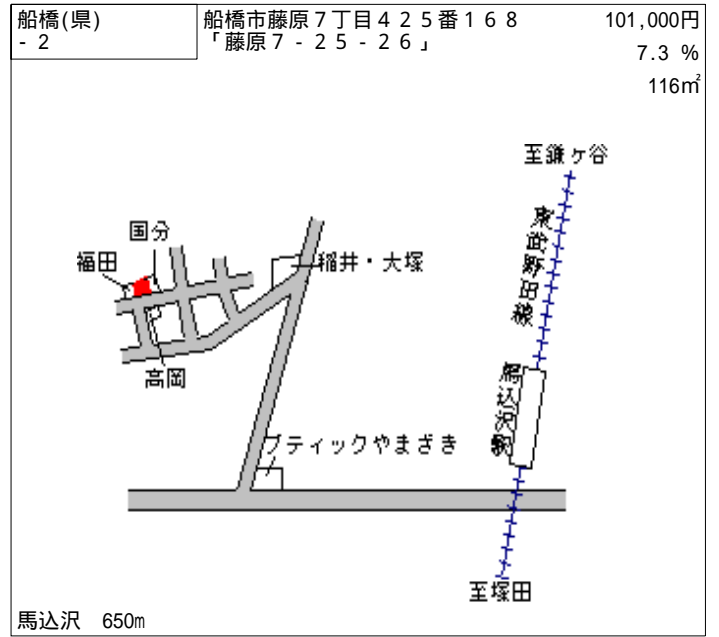 船橋(県)
- 2
船橋市藤原７丁目４２５番１６８
「藤原７‐２５‐２６」
101,000円
7.3 %
116㎡
至鎌ヶ谷
東武野田線
国分
福田
稲井・大塚
高岡
馬込沢駅
ブティックやまざき
至塚田
馬込沢　650m